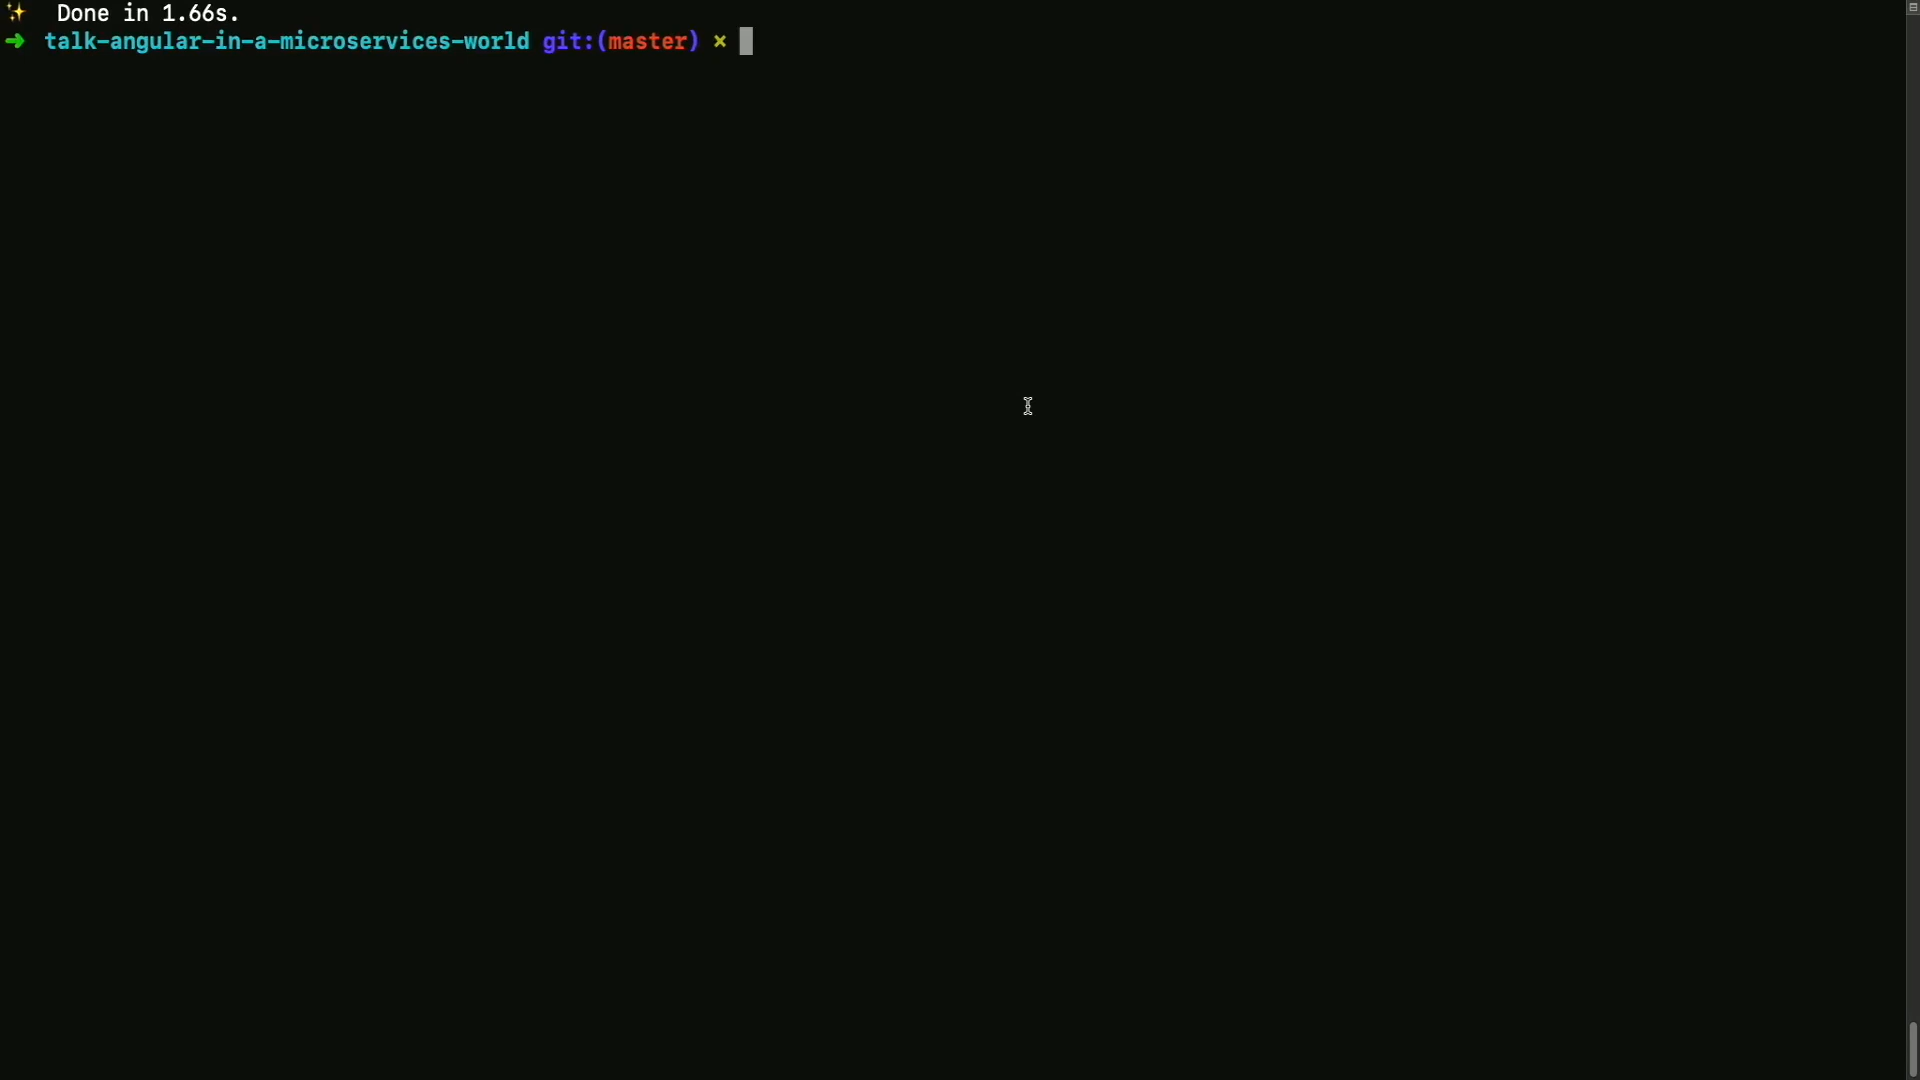 ✨ Done in 1.66s.
➜ talk-angular-in-a-microservices-world git:(master) ✗